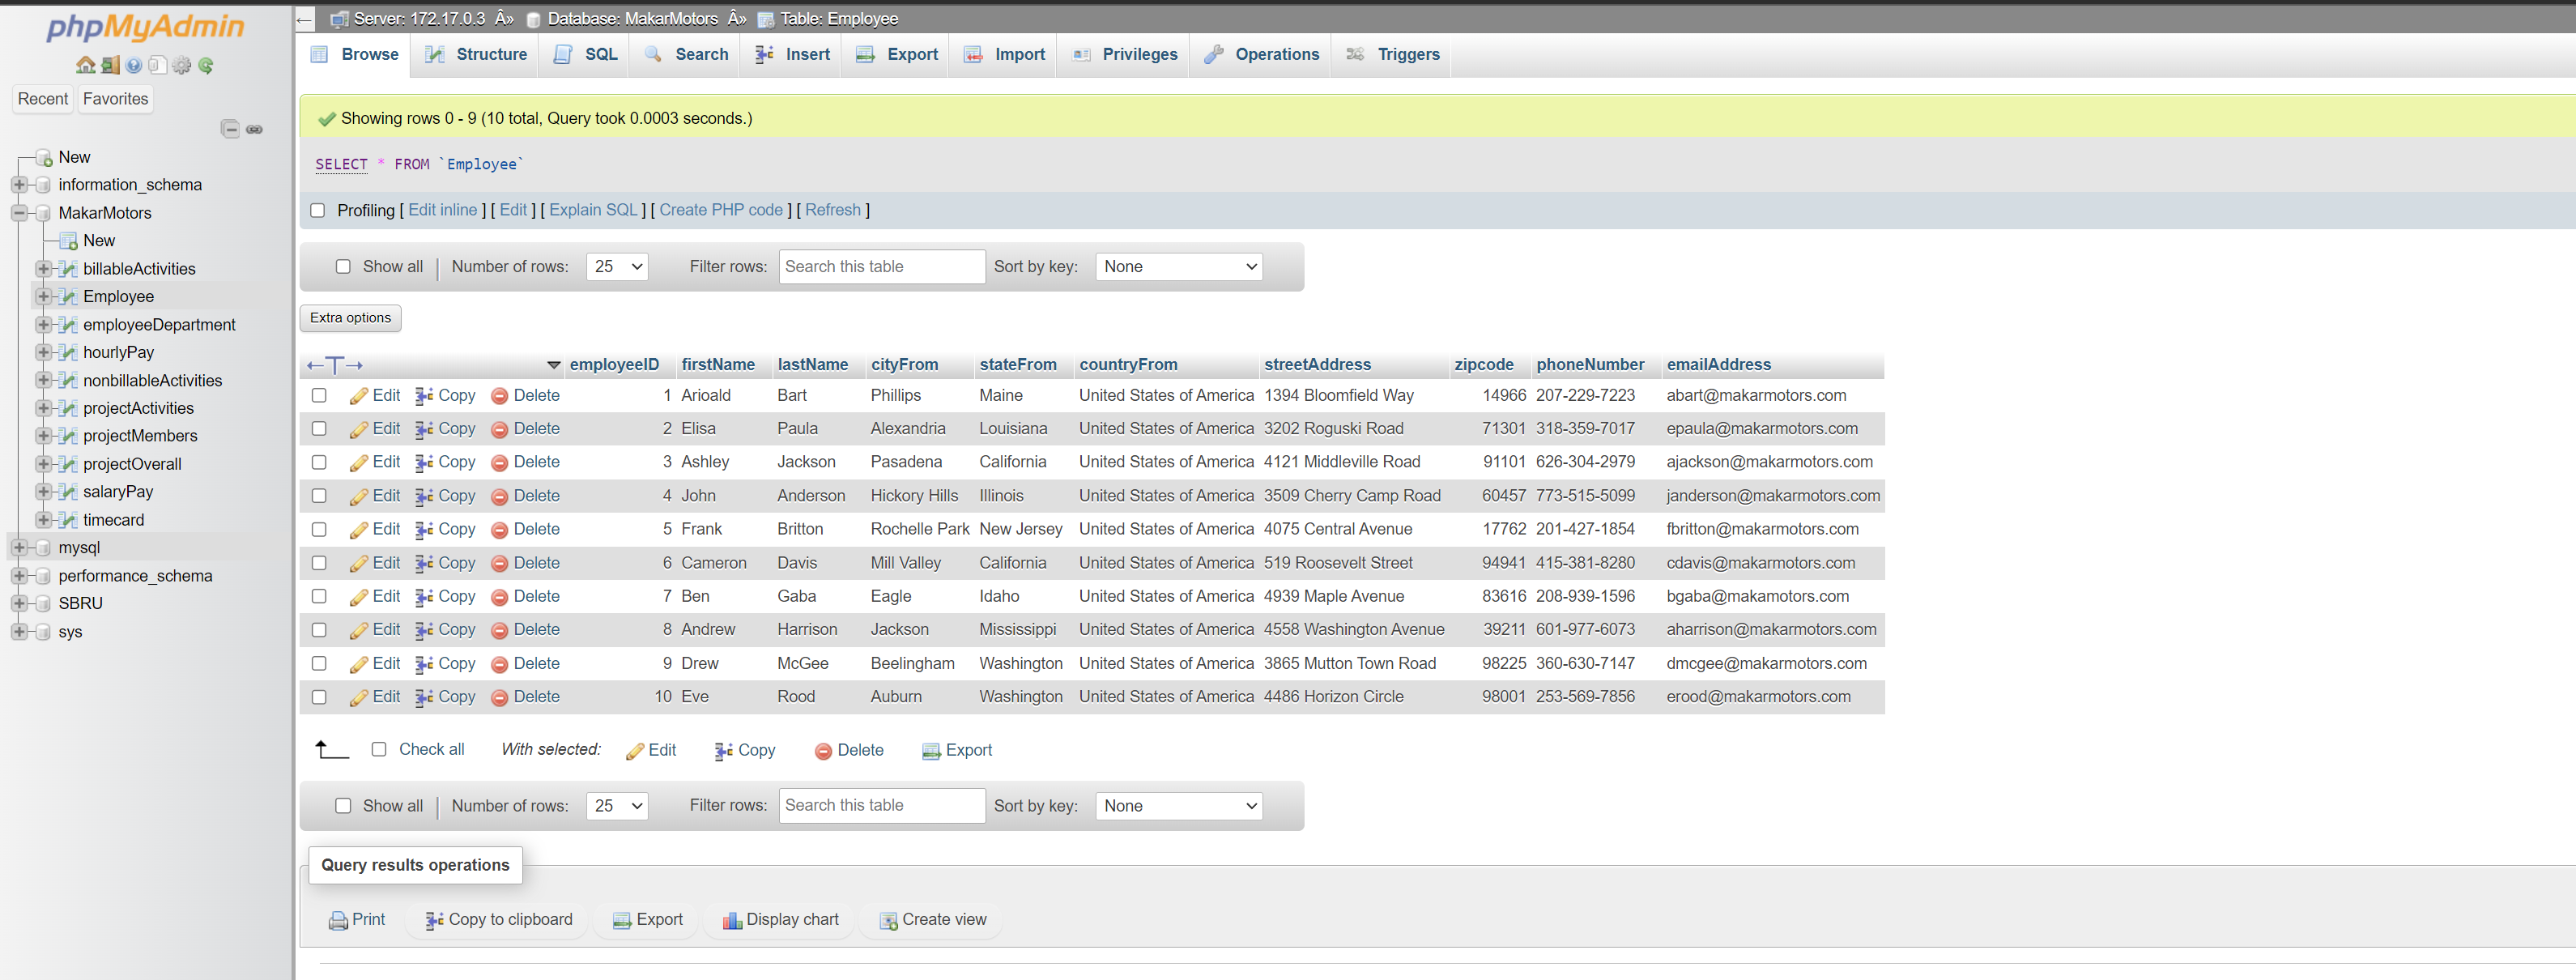 phpMyAdmin
Recent Favorites
New
information_schema
MakarMotors
New
billableActivities
Employee
employeeDepartment
hourlyPay
nonbillableActivities
projectActivities
projectMembers
projectOverall
salaryPay
timecard
mysql
performance_schema
SBRU
sys
Server: 172.17.0.3 Â» Database: MakarMotors Â» Table: Employee
Browse Structure SQL Search Insert Export Import Privileges Operations Triggers
Showing rows 0 - 9 (10 total, Query took 0.0003 seconds.)
SELECT * FROM `Employee`
Profiling [ Edit inline ] [ Edit ] [ Explain SQL ] [ Create PHP code ] [ Refresh ]
Show all | Number of rows: 25 Filter rows: Search this table Sort by key: None
Extra options
←T→ employeeID firstName lastName cityFrom stateFrom countryFrom streetAddress zipcode phoneNumber emailAddress
Edit Copy Delete 1 Arioald Bart Phillips Maine United States of America 1394 Bloomfield Way 14966 207-229-7223 abart@makarmotors.com
Edit Copy Delete 2 Elisa Paula Alexandria Louisiana United States of America 3202 Roguski Road 71301 318-359-7017 epaula@makarmotors.com
Edit Copy Delete 3 Ashley Jackson Pasadena California United States of America 4121 Middleville Road 91101 626-304-2979 ajackson@makarmotors.com
Edit Copy Delete 4 John Anderson Hickory Hills Illinois United States of America 3509 Cherry Camp Road 60457 773-515-5099 janderson@makarmotors.com
Edit Copy Delete 5 Frank Britton Rochelle Park New Jersey United States of America 4075 Central Avenue 17762 201-427-1854 fbritton@makarmotors.com
Edit Copy Delete 6 Cameron Davis Mill Valley California United States of America 519 Roosevelt Street 94941 415-381-8280 cdavis@makarmotors.com
Edit Copy Delete 7 Ben Gaba Eagle Idaho United States of America 4939 Maple Avenue 83616 208-939-1596 bgaba@makamotors.com
Edit Copy Delete 8 Andrew Harrison Jackson Mississippi United States of America 4558 Washington Avenue 39211 601-977-6073 aharrison@makarmotors.com
Edit Copy Delete 9 Drew McGee Beelingham Washington United States of America 3865 Mutton Town Road 98225 360-630-7147 dmcgee@makarmotors.com
Edit Copy Delete 10 Eve Rood Auburn Washington United States of America 4486 Horizon Circle 98001 253-569-7856 erood@makarmotors.com
Check all With selected: Edit Copy Delete Export
Show all | Number of rows: 25 Filter rows: Search this table Sort by key: None
Query results operations
Print Copy to clipboard Export Display chart Create view